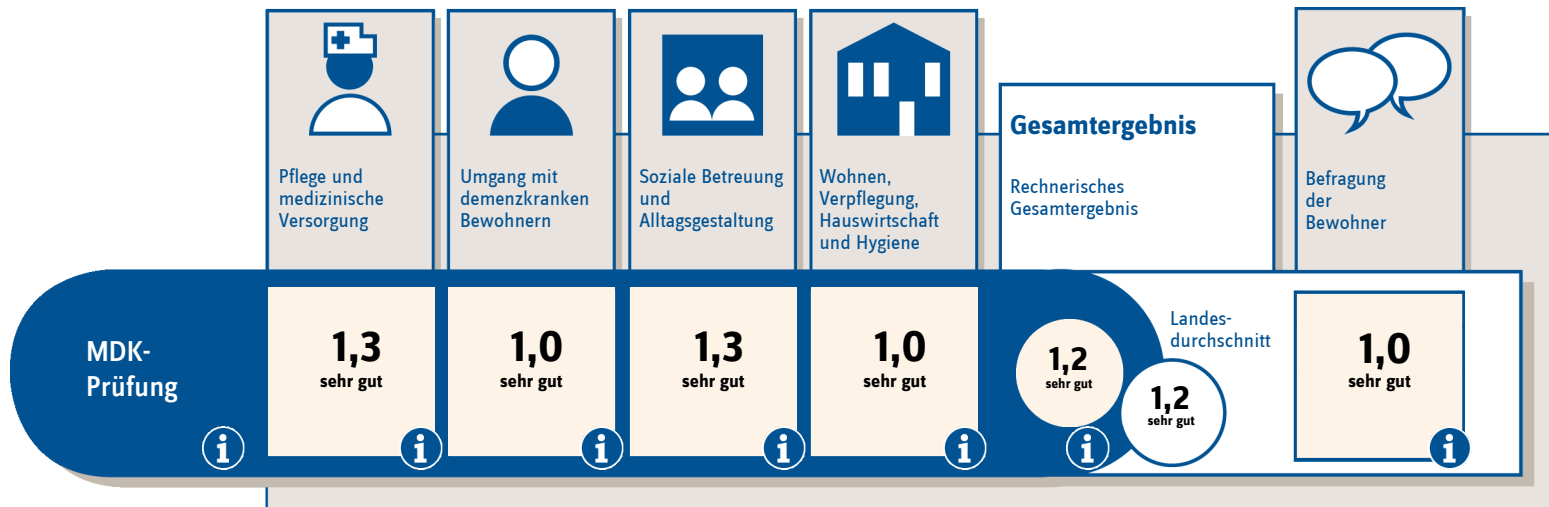 Pflege und
medizinische
Versorgung
Umgang mit
demenzkranken
Bewohnern
Soziale Betreuung
und
Alltagsgestaltung
Wohnen,
Verpflegung,
Hauswirtschaft
und Hygiene
Gesamtergebnis
Rechnerisches
Gesamtergebnis
Befragung
der
Bewohner
MDK-
Prüfung
i
1,3
sehr gut
i
1,0
sehr gut
i
1,3
sehr gut
i
1,0
sehr gut
i
1,2
sehr gut
i
Landes-
durchschnitt
1,2
sehr gut
1,0
sehr gut
i